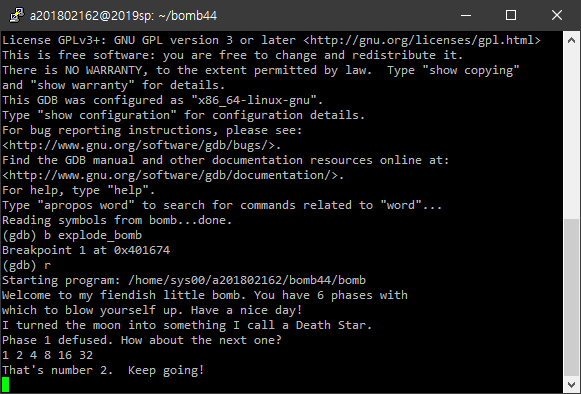 a201802162@2019sp: ~/bomb44
License GPLv3+: GNU GPL version 3 or later <http://gnu.org/licenses/gpl.html>
This is free software: you are free to change and redistribute it.
There is NO WARRANTY, to the extent permitted by law.  Type "show copying"
and "show warranty" for details.
This GDB was configured as "x86_64-linux-gnu".
Type "show configuration" for configuration details.
For bug reporting instructions, please see:
<http://www.gnu.org/software/gdb/bugs/>.
Find the GDB manual and other documentation resources online at:
<http://www.gnu.org/software/gdb/documentation/>.
For help, type "help".
Type "apropos word" to search for commands related to "word"...
Reading symbols from bomb...done.
(gdb) b explode_bomb
Breakpoint 1 at 0x401674
(gdb) r
Starting program: /home/sys00/a201802162/bomb44/bomb
Welcome to my fiendish little bomb. You have 6 phases with
which to blow yourself up. Have a nice day!
I turned the moon into something I call a Death Star.
Phase 1 defused. How about the next one?
1 2 4 8 16 32
That's number 2.  Keep going!